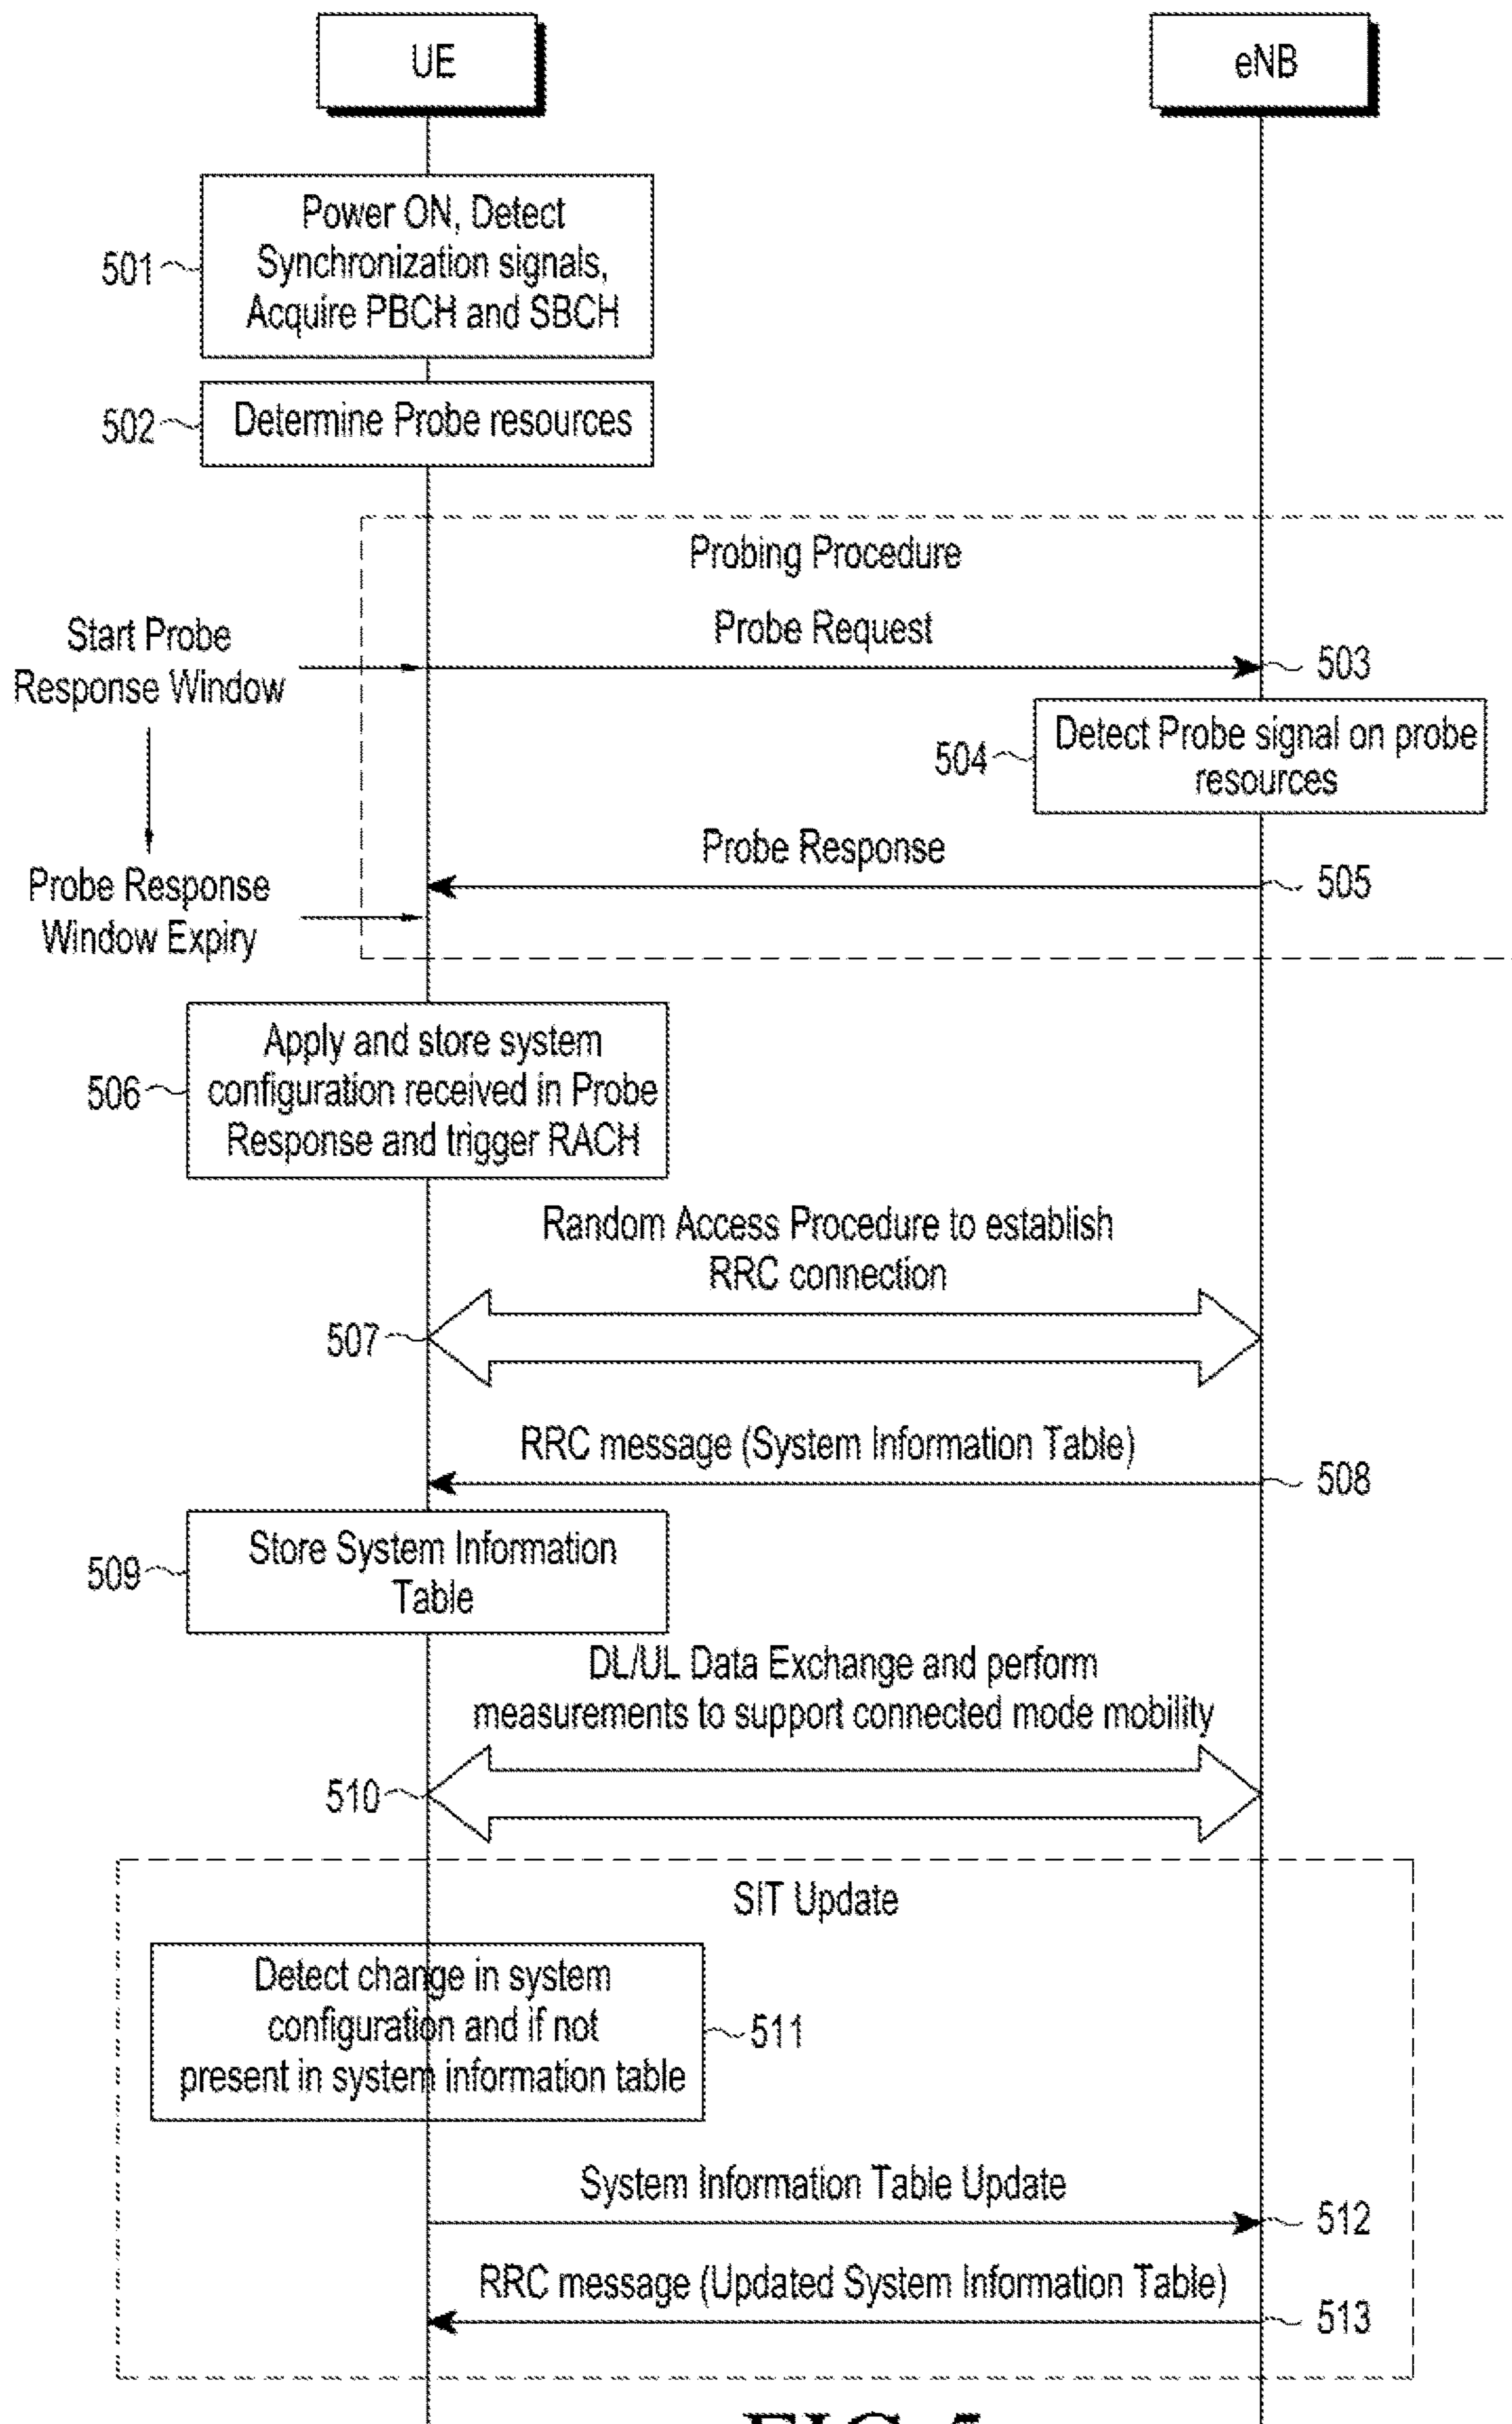 UE
eNB
Power ON, Detect
Synchronization signals,
Acquire PBCH and SBCH
501
Determine Probe resources
502
Probing Procedure
Start Probe
Response Window
Probe Request
503
Detect Probe signal on probe
resources
504
Probe Response
505
Probe Response
Window Expiry
Apply and store system
configuration received in Probe
Response and trigger RACH
506
Random Access Procedure to establish
RRC connection
507
RRC message (System Information Table)
508
Store System Information
Table
509
DL/UL Data Exchange and perform
measurements to support connected mode mobility
510
SIT Update
Detect change in system
configuration and if not
present in system information table
511
System Information Table Update
512
RRC message (Updated System Information Table)
513